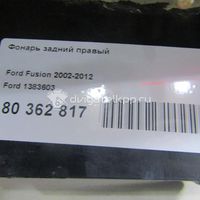 Фонарь задний правый
Ford Fusion 2002-2012
Ford 1383603
80 362 817